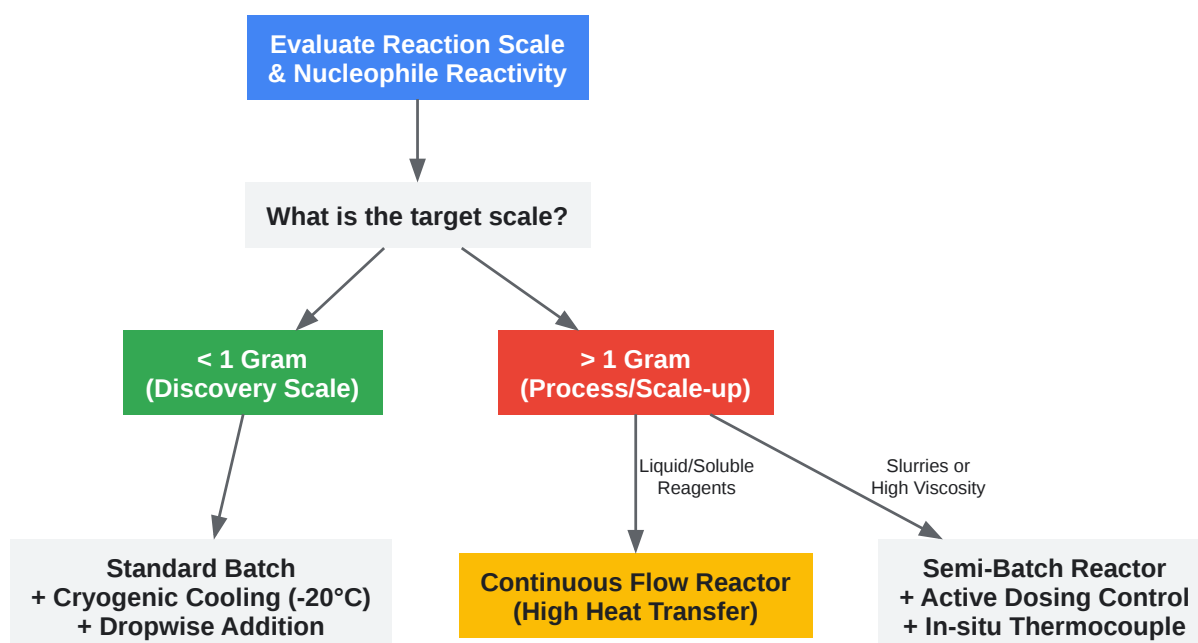 Evaluate Reaction Scale
& Nucleophile Reactivity
What is the target scale?
< 1 Gram
(Discovery Scale)
> 1 Gram
(Process/Scale-up)
Liquid/Soluble
Reagents
Slurries or
High Viscosity
Standard Batch
+ Cryogenic Cooling (-20°C)
+ Dropwise Addition
Continuous Flow Reactor
(High Heat Transfer)
Semi-Batch Reactor
+ Active Dosing Control
+ In-situ Thermocouple